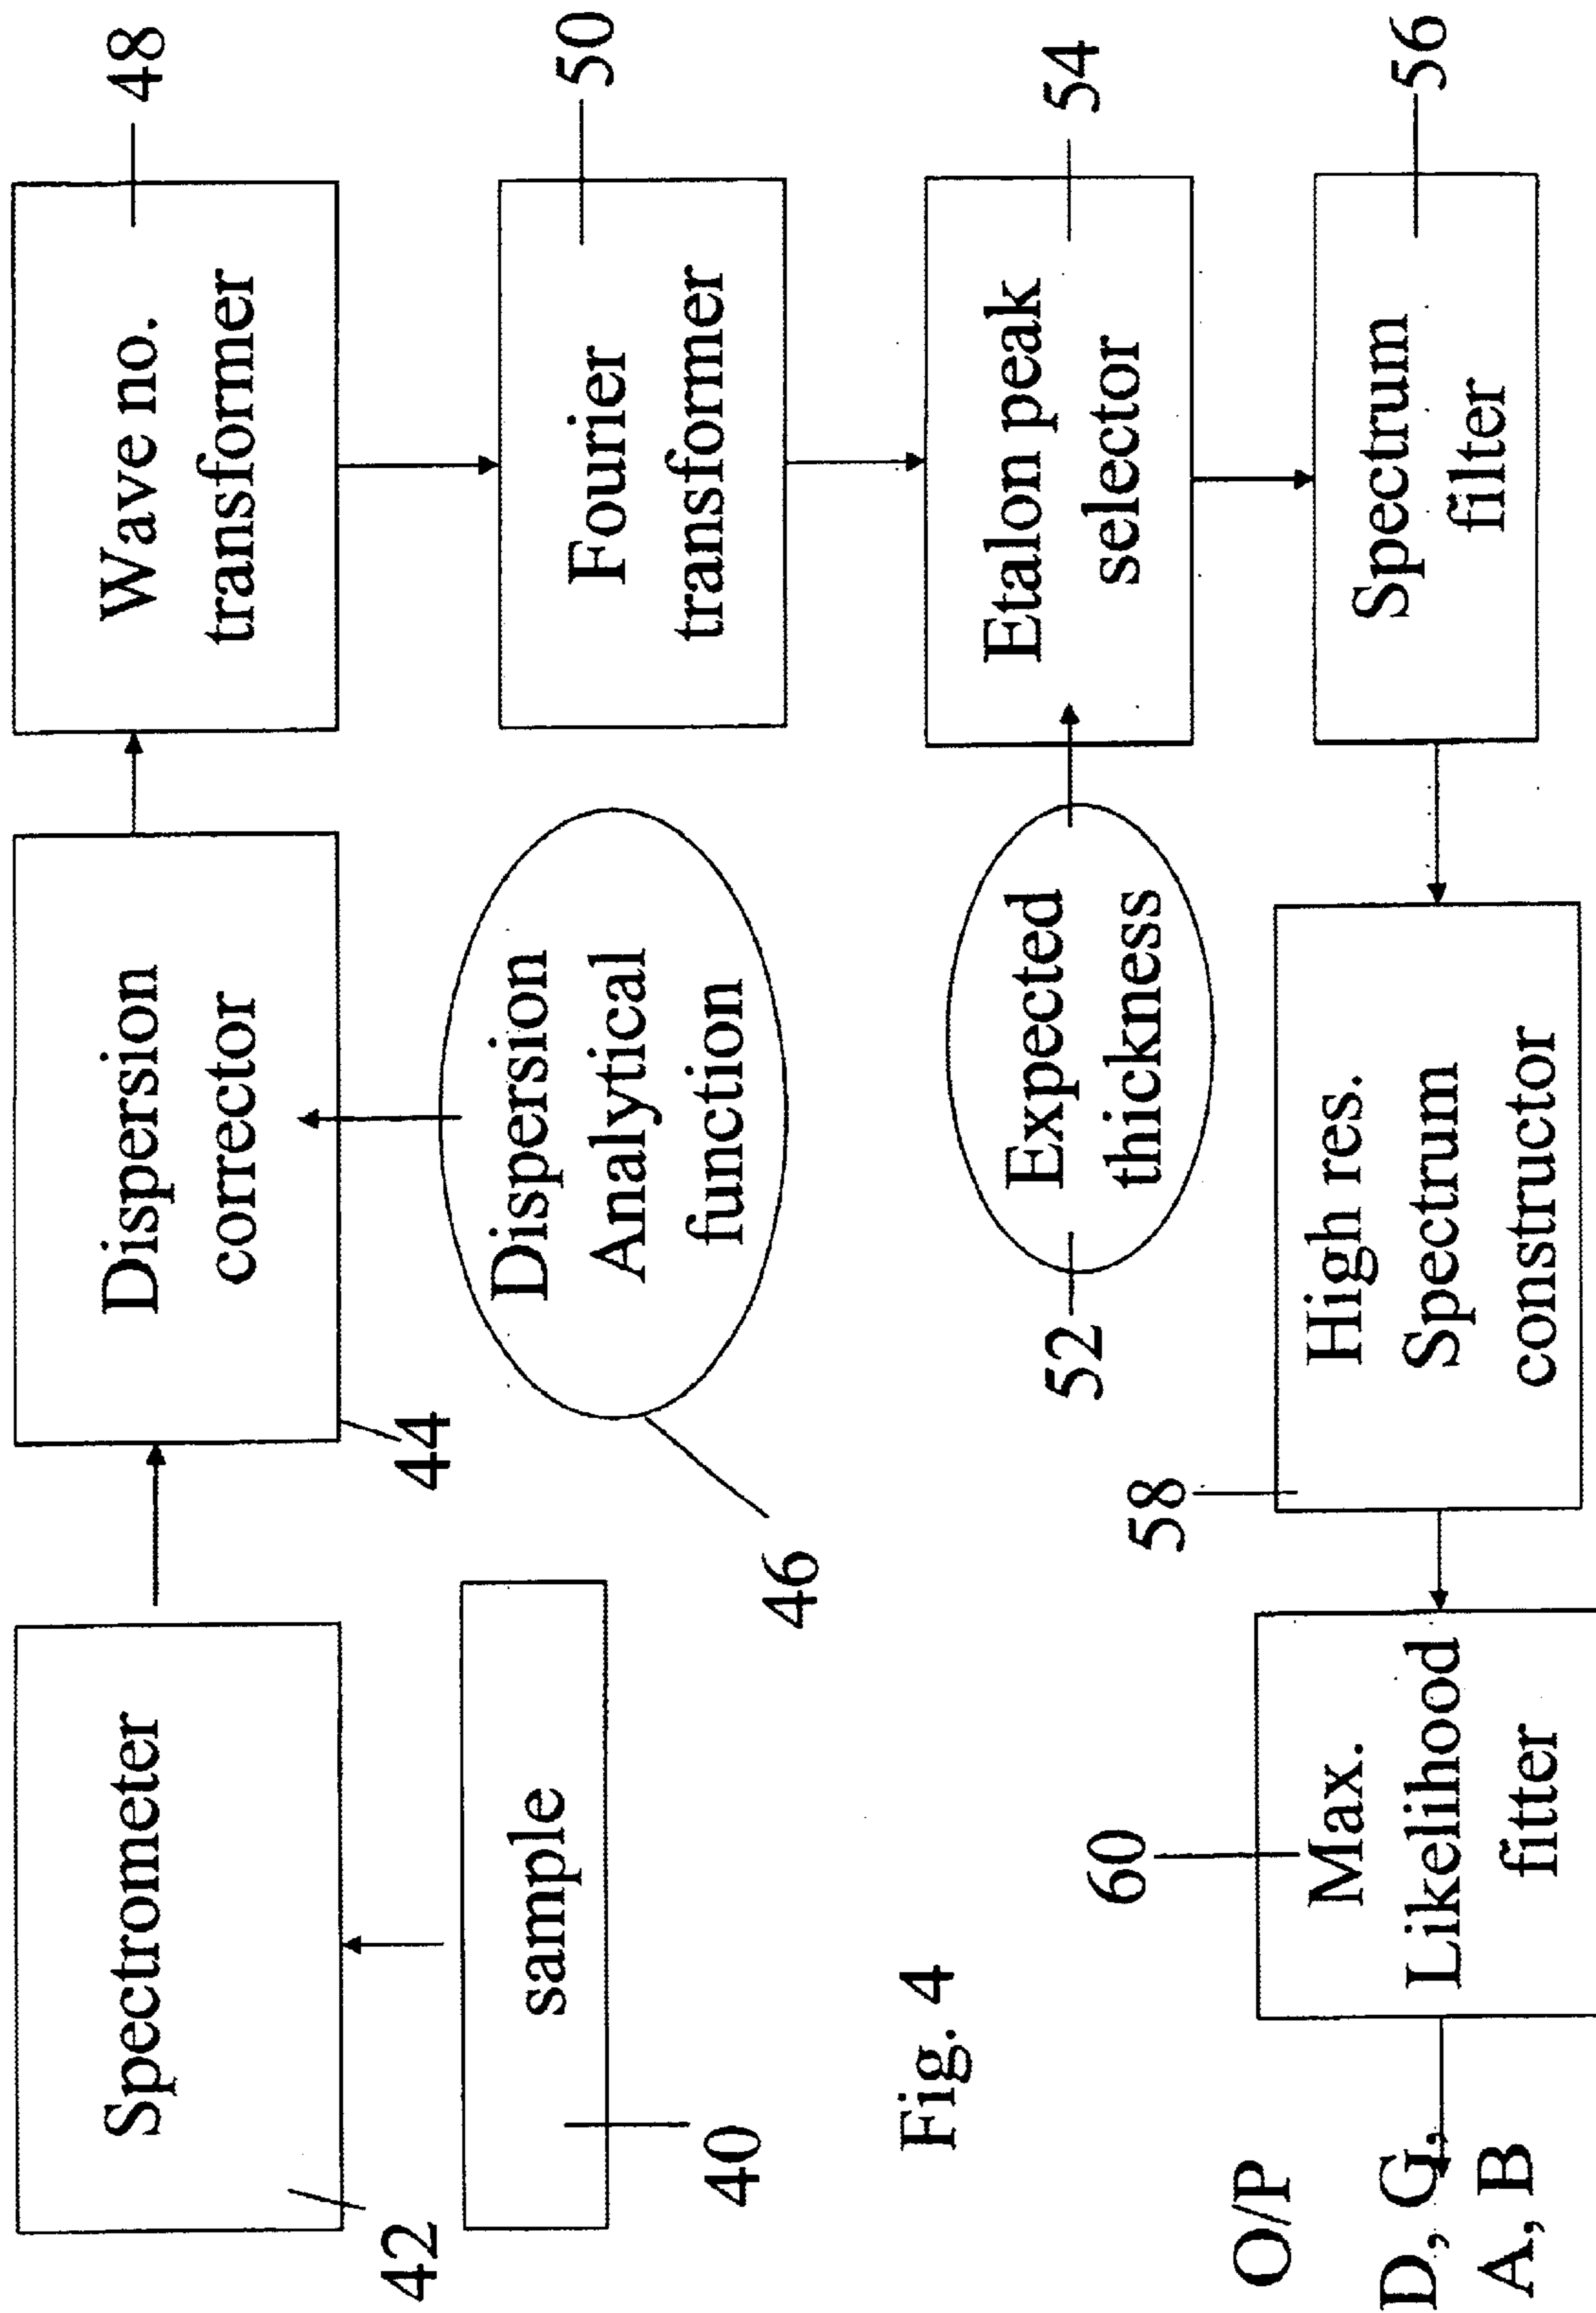 Spectrometer
42
sample
40
Dispersion
corrector
44
Dispersion
Analytical
function
46
Wave no.
transformer
48
Fourier
transformer
50
Expected
thickness
52
Etalon peak
selector
54
Spectrum
filter
56
High res.
Spectrum
constructor
58
Max.
Likelihood
fitter
60
O/P
D, G,
A, B
Fig. 4